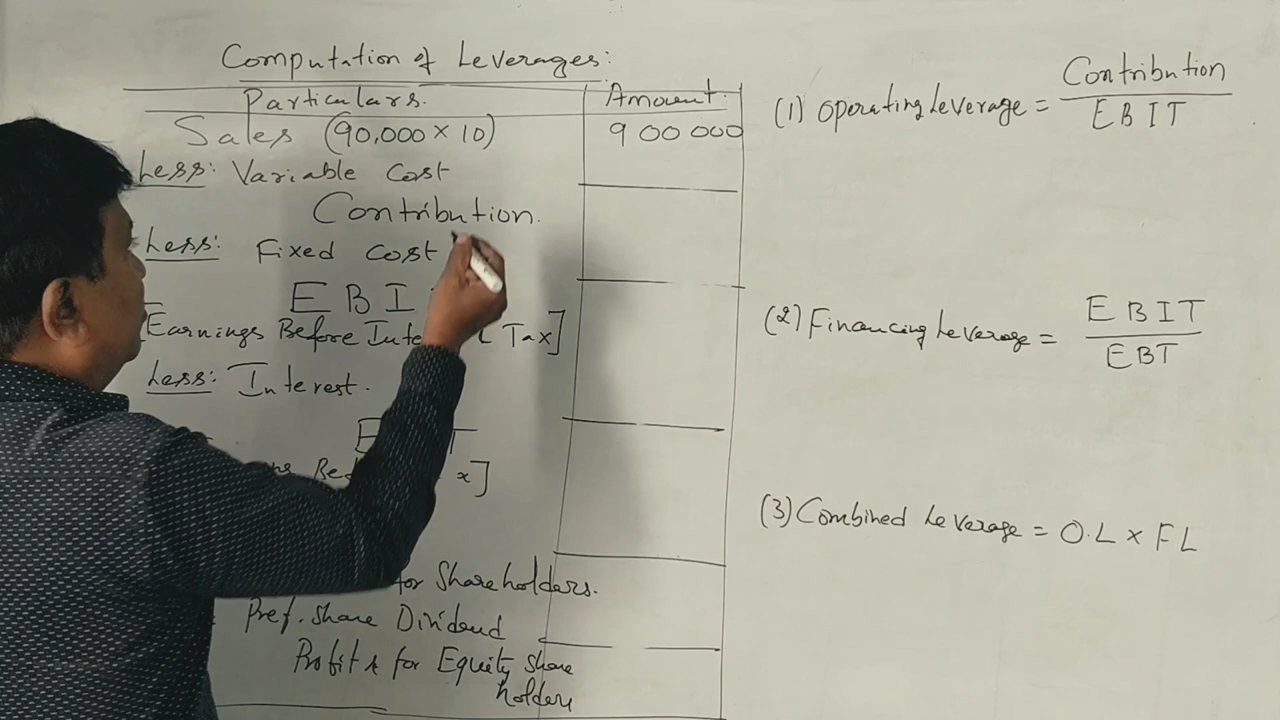 Computation of Leverages:
Particulars. Amount.
Sales (90,000 × 10) 900000
Less: Variable Cost
Contribution.
Less: Fixed Cost
EBI
[Earnings Before Tax]
Less: Interest.
x]
for Shareholders.
Pref. Share Dividend
Profit for Equity Share
holders
(1) Operating Leverage = Contribution
EBIT
(2) Financing Leverage = EBIT
EBT
(3) Combined Leverage = O.L × FL